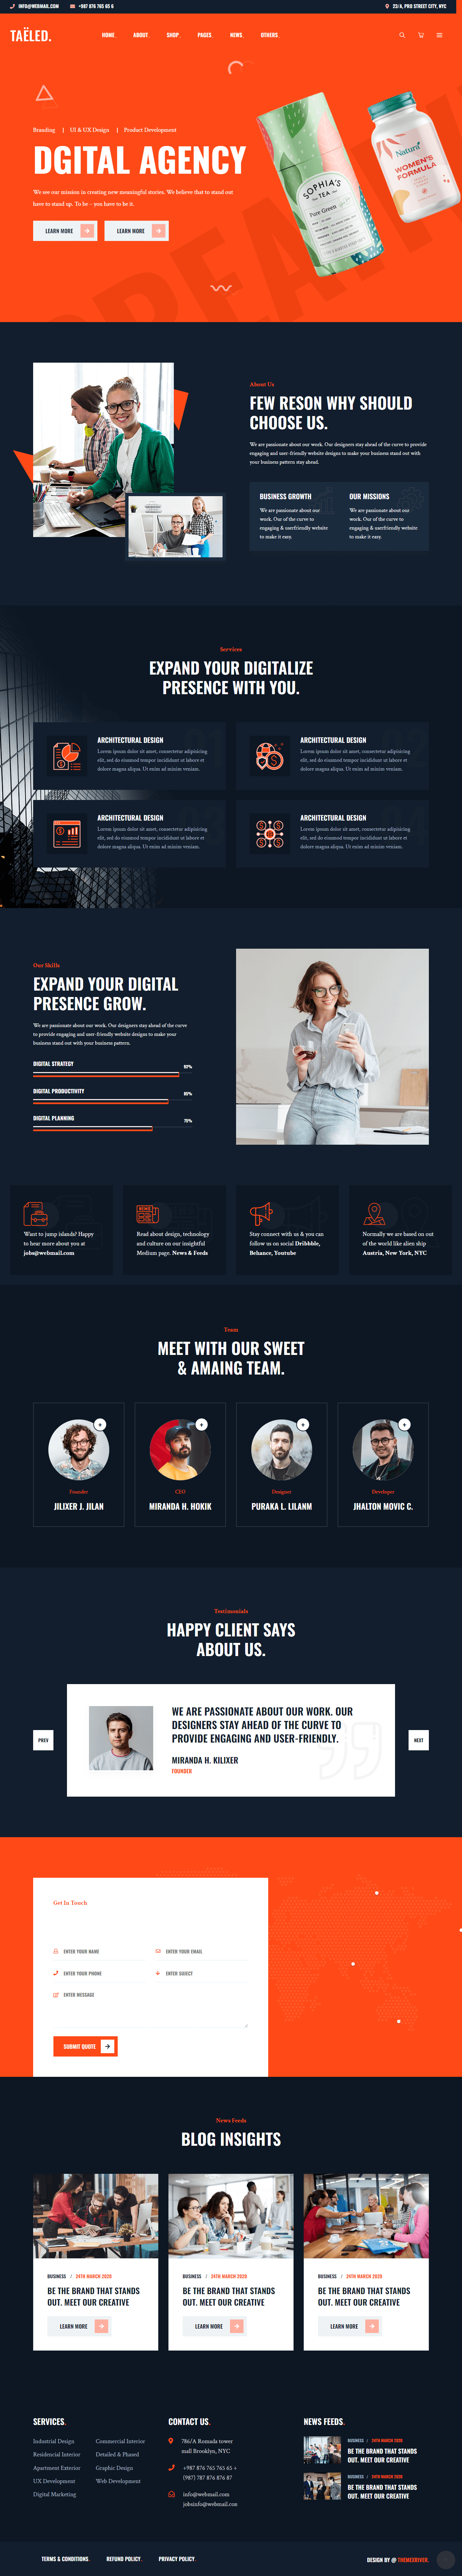 INFO@WEBMAIL.COM +987 876 765 65 6 23/A, PRO STREET CITY, NYC
TAËLED. HOME. ABOUT. SHOP. PAGES. NEWS. OTHERS.
Branding | UI & UX Design | Product Development
DGITAL AGENCY
We see our mission in creating new meaningful stories. We believe that to stand out
have to stand up. To be - you have to be it.
LEARN MORE LEARN MORE
SOPHIA'S
TEA
Pure Green
Natura
WOMEN'S
FORMULA
About Us
FEW RESON WHY SHOULD
CHOOSE US.
We are passionate about our work. Our designers stay ahead of the curve to provide
engaging and user-friendly website designs to make your business stand out with
your business pattern stay ahead.
BUSINESS GROWTH
We are passionate about our
work. Our of the curve to
engaging & userfriendly website
to make it easy.
OUR MISSIONS
We are passionate about our
work. Our of the curve to
engaging & userfriendly website
to make it easy.
Services
EXPAND YOUR DIGITALIZE
PRESENCE WITH YOU.
ARCHITECTURAL DESIGN
Lorem ipsum dolor sit amet, consectetur adipisicing
elit, sed do eiusmod tempor incididunt ut labore et
dolore magna aliqua. Ut enim ad minim veniam.
ARCHITECTURAL DESIGN
Lorem ipsum dolor sit amet, consectetur adipisicing
elit, sed do eiusmod tempor incididunt ut labore et
dolore magna aliqua. Ut enim ad minim veniam.
ARCHITECTURAL DESIGN
Lorem ipsum dolor sit amet, consectetur adipisicing
elit, sed do eiusmod tempor incididunt ut labore et
dolore magna aliqua. Ut enim ad minim veniam.
ARCHITECTURAL DESIGN
Lorem ipsum dolor sit amet, consectetur adipisicing
elit, sed do eiusmod tempor incididunt ut labore et
dolore magna aliqua. Ut enim ad minim veniam.
Our Skills
EXPAND YOUR DIGITAL
PRESENCE GROW.
We are passionate about our work. Our designers stay ahead of the curve
to provide engaging and user-friendly website designs to make your
business stand out with your business pattern.
DIGITAL STRATEGY
DIGITAL PRODUCTIVITY
DIGITAL PLANNING
Want to jump islands? Happy
to hear more about you at
jobs@webmail.com
Read about design, technology
and culture on our insightful
Medium page. News & Feeds
Stay connect with us & you can
follow us on social Dribbble,
Behance, Youtube
Normally we are based on out
of the world like alien ship
Austria, New York, NYC
Team
MEET WITH OUR SWEET
& AMAING TEAM.
Founder
JILIXER J. JILAN
CEO
MIRANDA H. HOKIK
Designer
PURAKA L. LILANM
Developer
JHALTON MOVIC C.
Testimonials
HAPPY CLIENT SAYS
ABOUT US.
PREV
WE ARE PASSIONATE ABOUT OUR WORK. OUR
DESIGNERS STAY AHEAD OF THE CURVE TO
PROVIDE ENGAGING AND USER-FRIENDLY.
MIRANDA H. KILIXER
FOUNDER
NEXT
Get In Touch
ENTER YOUR NAME ENTER YOUR EMAIL
ENTER YOUR PHONE ENTER SUJECT
ENTER MESSAGE
SUBMIT QUOTE
News Feeds
BLOG INSIGHTS
BUSINESS / 24TH MARCH 2020
BE THE BRAND THAT STANDS
OUT. MEET OUR CREATIVE
LEARN MORE
BUSINESS / 24TH MARCH 2020
BE THE BRAND THAT STANDS
OUT. MEET OUR CREATIVE
LEARN MORE
BUSINESS / 24TH MARCH 2020
BE THE BRAND THAT STANDS
OUT. MEET OUR CREATIVE
LEARN MORE
SERVICES.
Industrial Design Commercial Interior
Residencial Interior Detailed & Phased
Apartment Exterior Graphic Design
UX Development Web Development
Digital Marketing
CONTACT US.
786/A Romada tower
mall Brooklyn, NYC
+987 876 765 765 65 +
(987) 787 876 876 87
info@webmail.com
jobsinfo@webmail.com
NEWS FEEDS.
BUSINESS / 24TH MARCH 2020
BE THE BRAND THAT STANDS
OUT. MEET OUR CREATIVE
BUSINESS / 24TH MARCH 2020
BE THE BRAND THAT STANDS
OUT. MEET OUR CREATIVE
TERMS & CONDITIONS. REFUND POLICY. PRIVACY POLICY. DESIGN BY @ THEMEXRIVER.